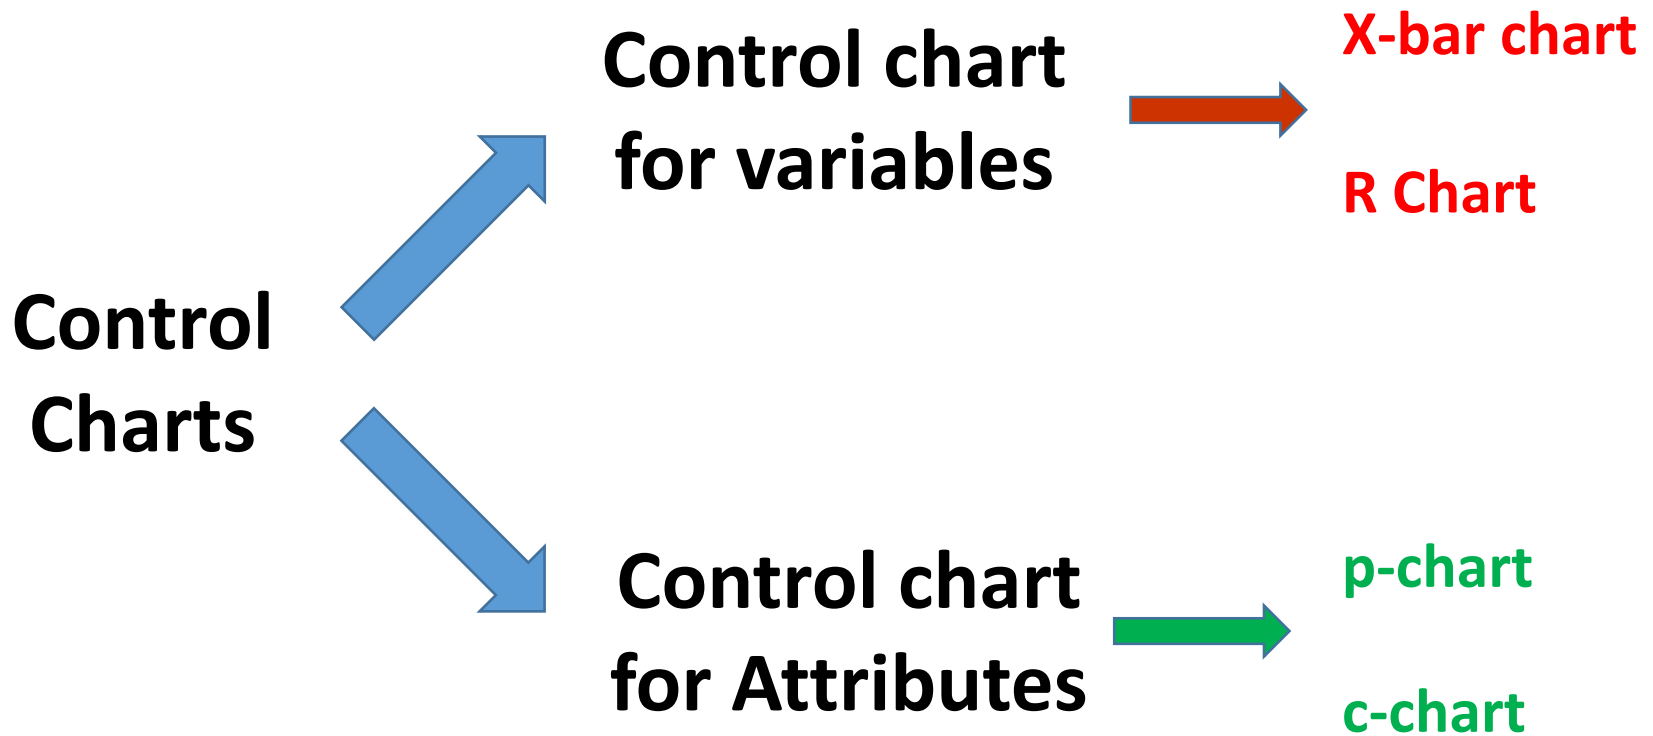 Control
Charts
Control chart
for variables
X-bar chart
R Chart
Control chart
for Attributes
p-chart
c-chart